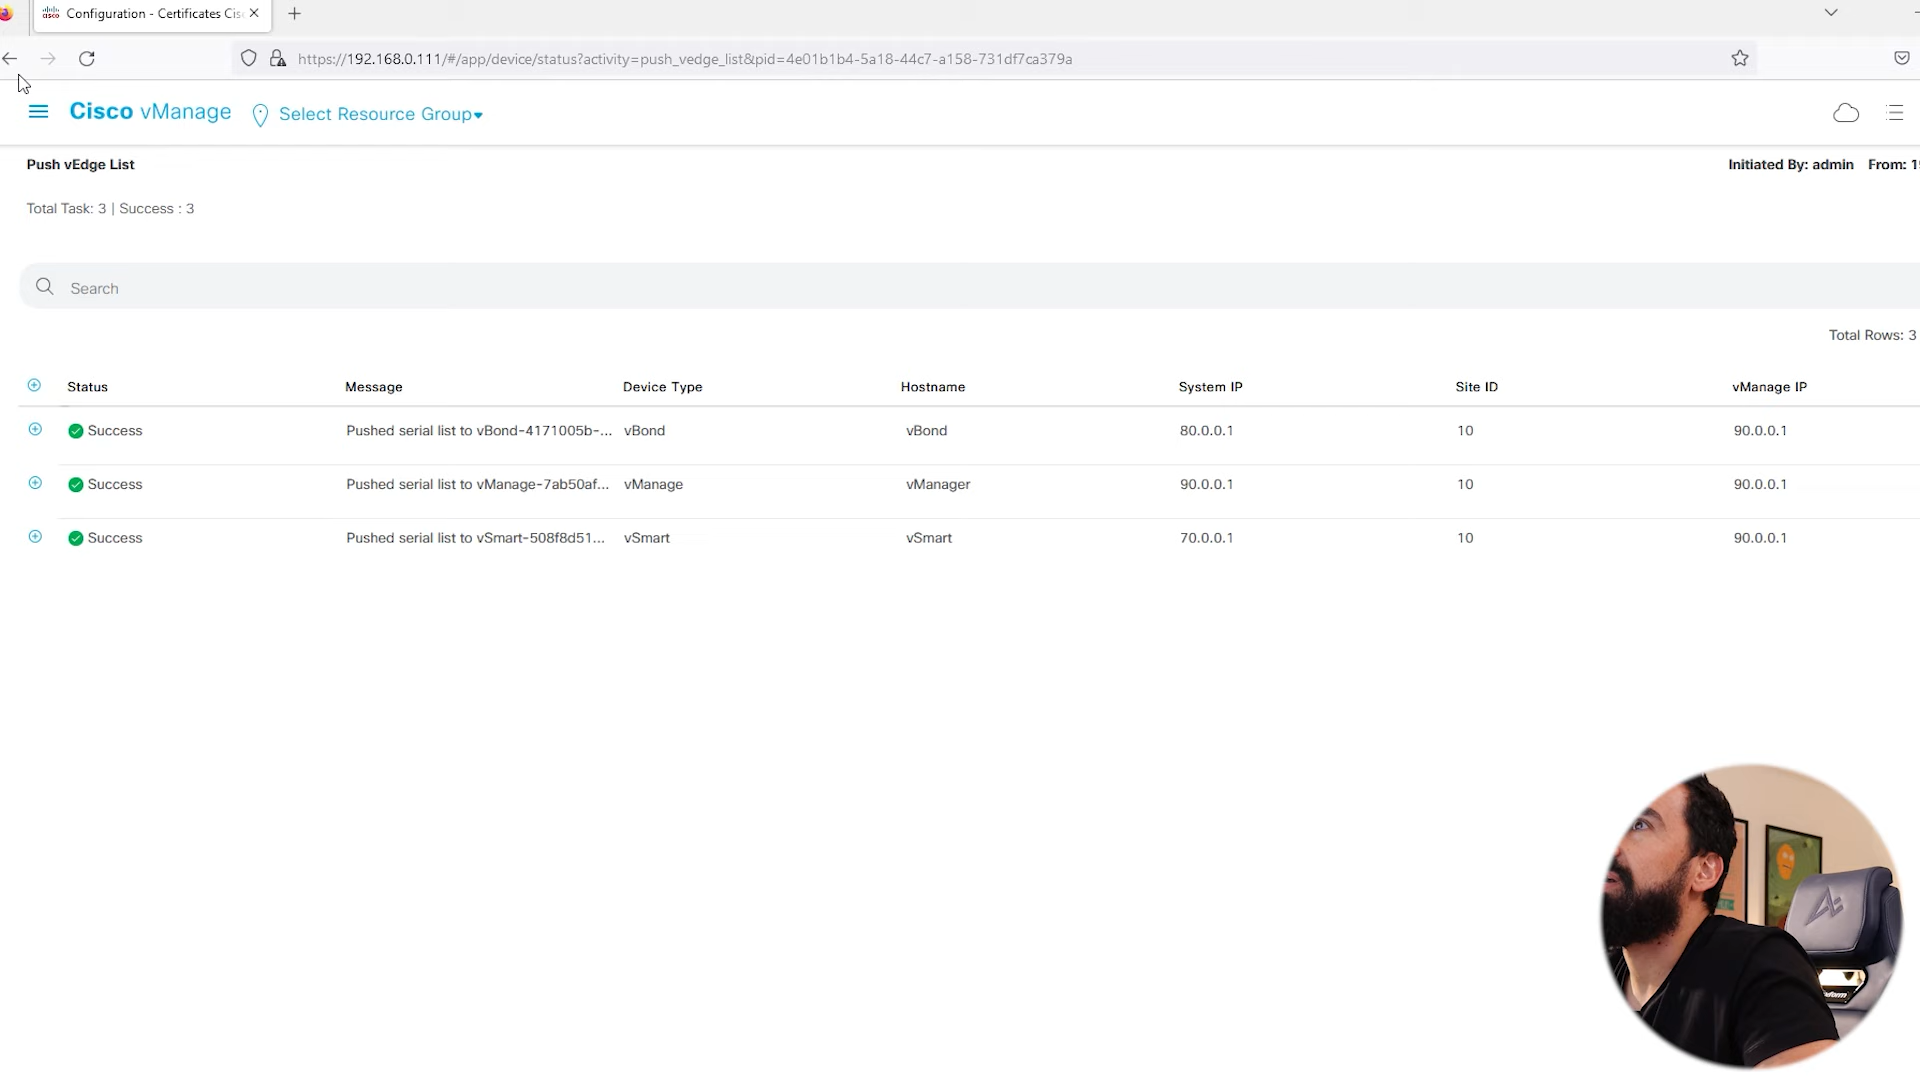 Configuration - Certificates Cis
https://192.168.0.111/#/app/device/status?activity=push_vedge_list&pid=4e01b1b4-5a18-44c7-a158-731df7ca379a
Cisco vManage Select Resource Group
Push vEdge List Initiated By: admin From: 1
Total Task: 3 | Success : 3
Search
Total Rows: 3
Status Message Device Type Hostname System IP Site ID vManage IP
Success Pushed serial list to vBond-4171005b-... vBond vBond 80.0.0.1 10 90.0.0.1
Success Pushed serial list to vManage-7ab50af... vManage vManager 90.0.0.1 10 90.0.0.1
Success Pushed serial list to vSmart-508f8d51... vSmart vSmart 70.0.0.1 10 90.0.0.1